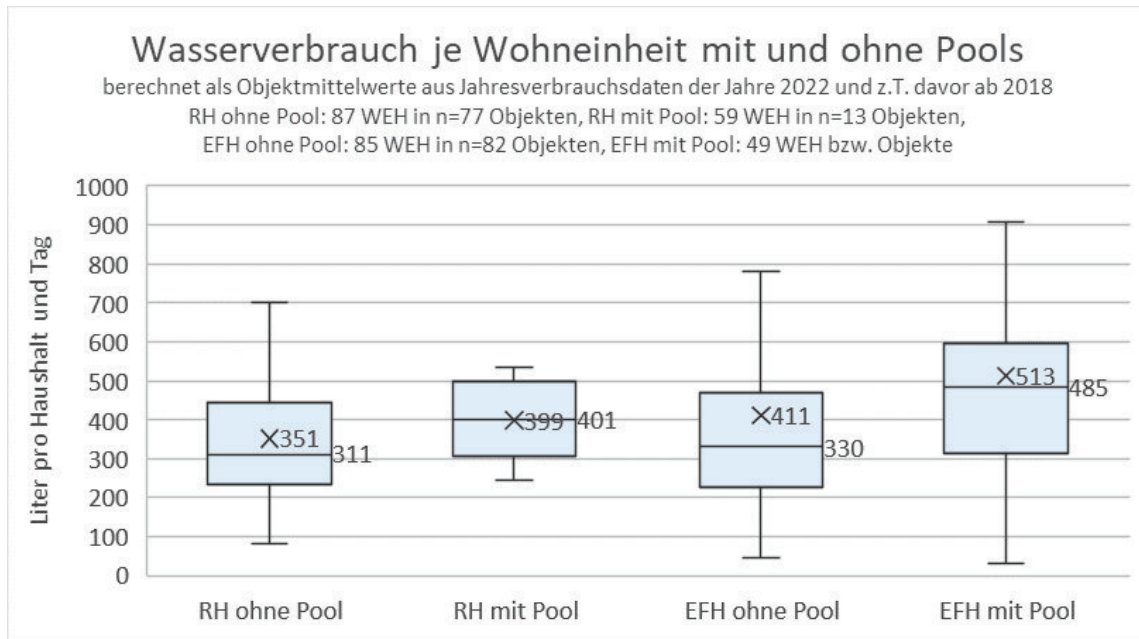 Wasserverbrauch je Wohneinheit mit und ohne Pools
berechnet als Objektmittelwerte aus Jahresverbrauchsdaten der Jahre 2022 und z.T. davor ab 2018
RH ohne Pool: 87 WEH in n=77 Objekten, RH mit Pool: 59 WEH in n=13 Objekten,
EFH ohne Pool: 85 WEH in n=82 Objekten, EFH mit Pool: 49 WEH bzw. Objekte
Liter pro Haushalt und Tag
1000
900
800
700
600
500
400
300
200
100
0
351
311
399
401
411
330
513
485
RH ohne Pool
RH mit Pool
EFH ohne Pool
EFH mit Pool